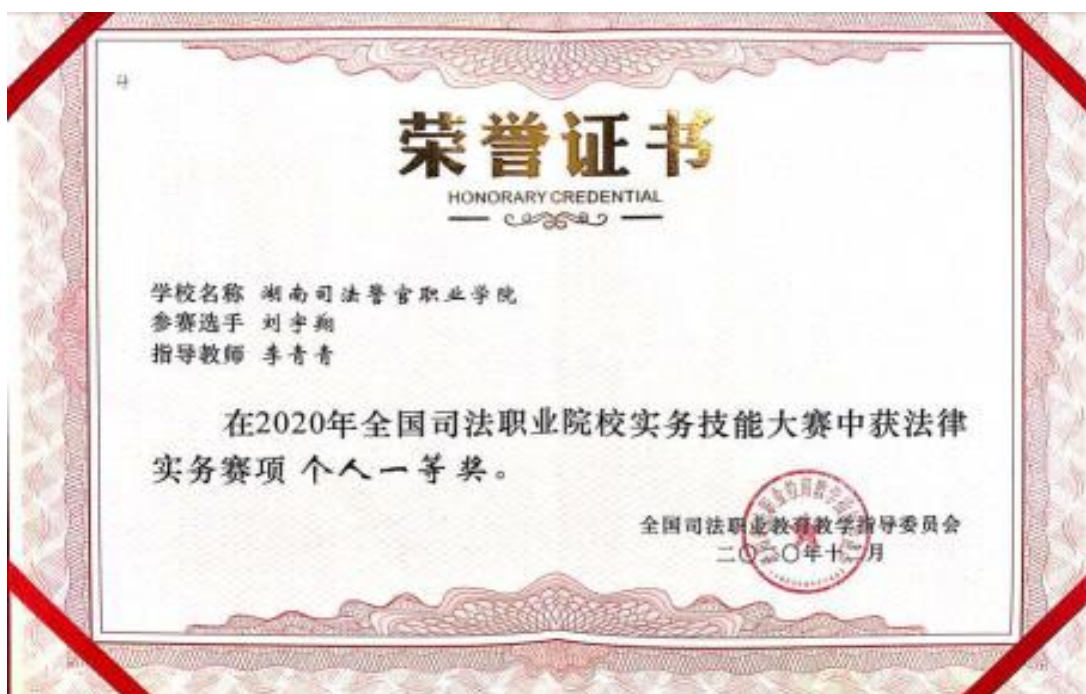 荣誉证书
HONORARY CREDENTIAL
学校名称 湖南司法警官职业学院
参赛选手 刘宇翔
指导教师 李青青
在2020年全国司法职业院校实务技能大赛中获法律
实务赛项 个人一等奖。
全国司法职业教育教学指导委员会
二〇二〇年十二月